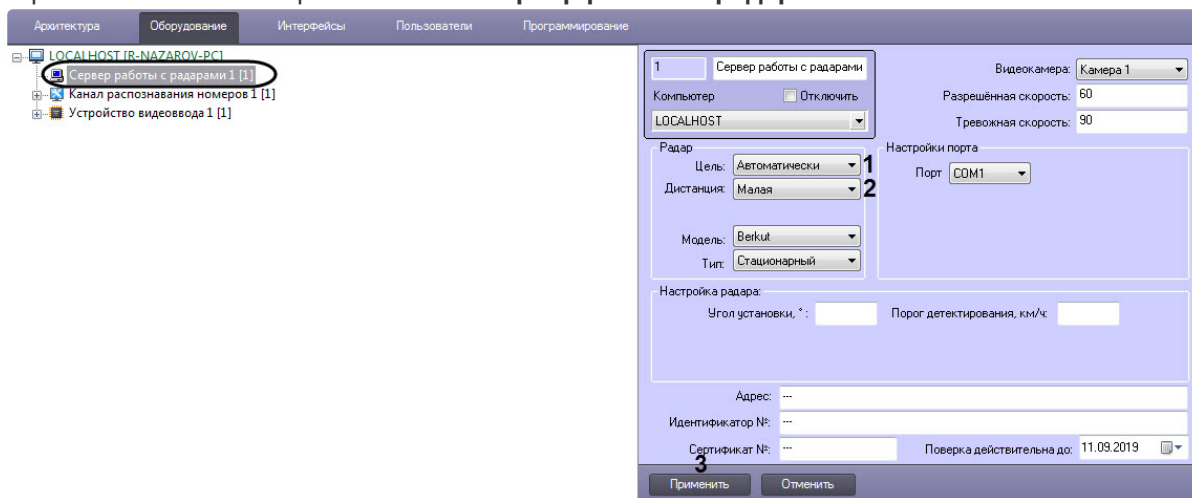 Архитектура Оборудование Интерфейсы Пользователи Программирование
LOCALHOST [R-NAZAROV-PC]
Сервер работы с радарами 1 [1]
Канал распознавания номеров 1 [1]
Устройство видеоввода 1 [1]
1 Сервер работы с радарами
Компьютер Отключить
LOCALHOST
Видеокамера: Камера 1
Разрешённая скорость: 60
Тревожная скорость: 90
Радар
Цель: Автоматически 1
Дистанция: Малая 2
Модель: Berkut
Тип: Стационарный
Настройки порта
Порт COM1
Настройка радара:
Угол установки, ° : Порог детектирования, км/ч:
Адрес: ---
Идентификатор №: ---
Сертификат №: --- Поверка действительна до: 11.09.2019
3
Применить Отменить